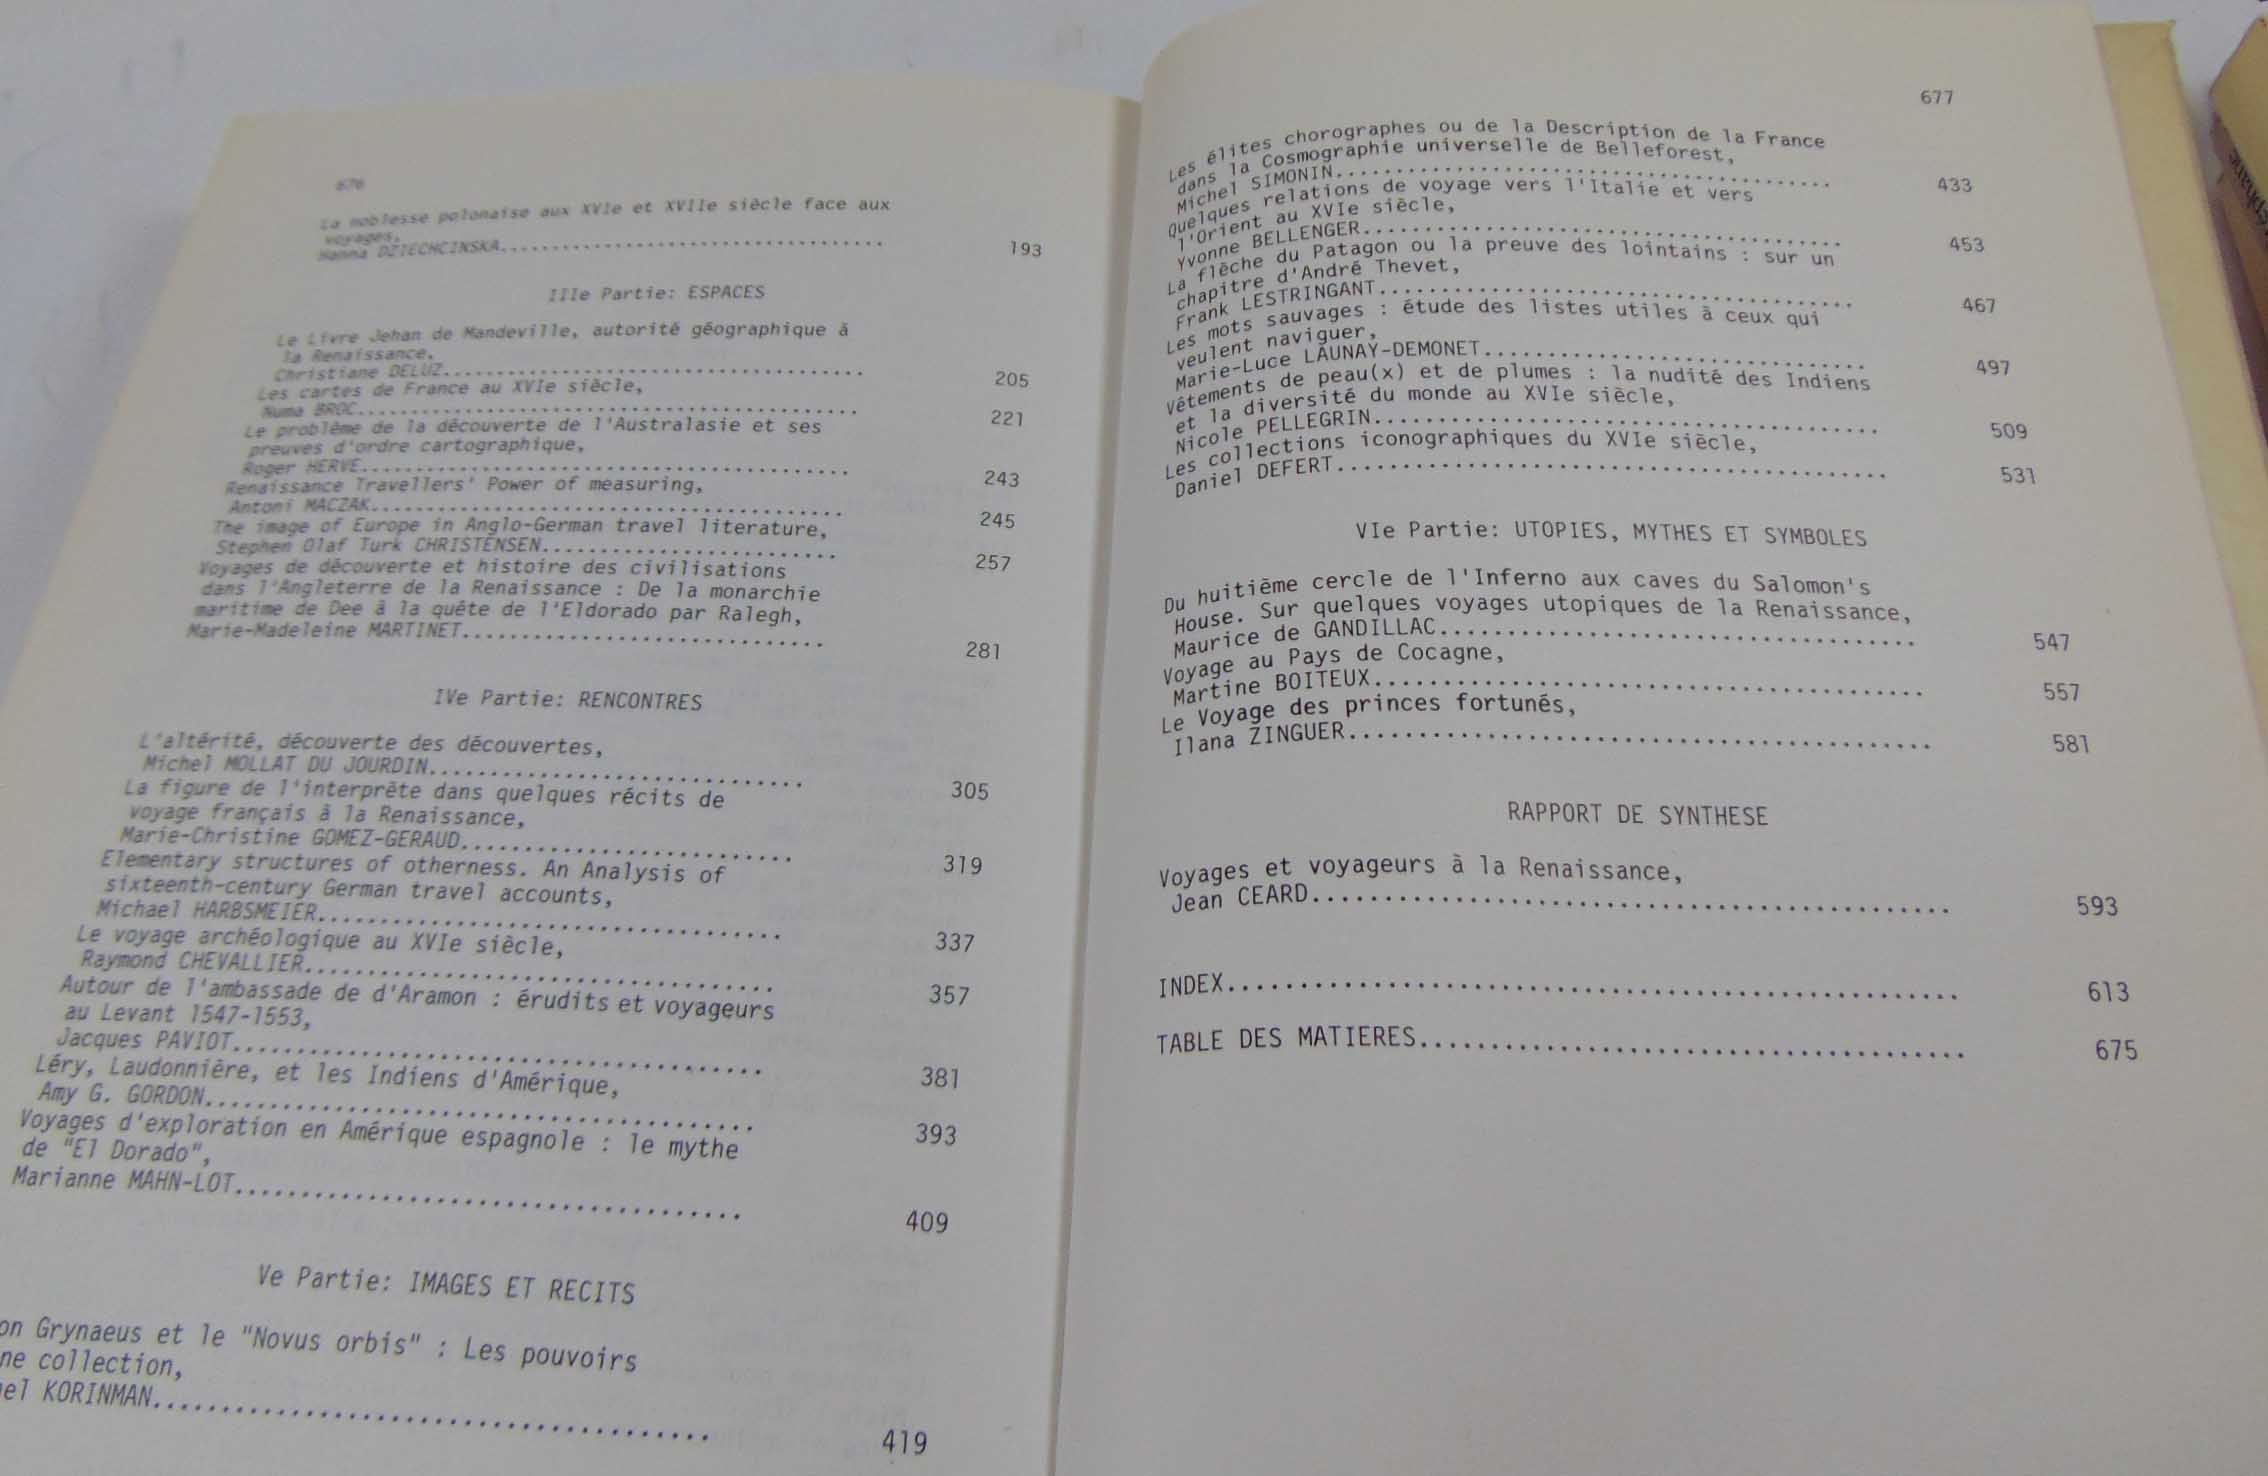 676
La noblesse polonaise aux XVIe et XVIIe siècle face aux
voyages,
Hanna DZIECHCINSKA 193
IIIe Partie: ESPACES
Le Livre Jehan de Mandeville, autorité géographique à
la Renaissance,
Christiane DELUZ 205
Les cartes de France au XVIe siècle,
Numa BROC 221
Le problème de la découverte de l'Australasie et ses
preuves d'ordre cartographique,
Roger HERVE 243
Renaissance Travellers' Power of measuring,
Antoni MACZAK 245
The image of Europe in Anglo-German travel literature,
Stephen Olaf Turk CHRISTENSEN 257
Voyages de découverte et histoire des civilisations
dans l'Angleterre de la Renaissance : De la monarchie
maritime de Dee à la quête de l'Eldorado par Ralegh,
Marie-Madeleine MARTINET 281
IVe Partie: RENCONTRES
L'altérité, découverte des découvertes,
Michel MOLLAT DU JOURDIN 305
La figure de l'interprète dans quelques récits de
voyage français à la Renaissance,
Marie-Christine GOMEZ-GERAUD 319
Elementary structures of otherness. An Analysis of
sixteenth-century German travel accounts,
Michael HARBSMEIER 337
Le voyage archéologique au XVIe siècle,
Raymond CHEVALLIER 357
Autour de l'ambassade de d'Aramon : érudits et voyageurs
au Levant 1547-1553,
Jacques PAVIOT 381
Léry, Laudonnière, et les Indiens d'Amérique,
Amy G. GORDON 393
Voyages d'exploration en Amérique espagnole : le mythe
de "El Dorado",
Marianne MAHN-LOT 409
Ve Partie: IMAGES ET RECITS
on Grynaeus et le "Novus orbis" : Les pouvoirs
ne collection,
el KORINMAN 419
677
Les élites chorographes ou de la Description de la France
dans la Cosmographie universelle de Belleforest,
Michel SIMONIN 433
Quelques relations de voyage vers l'Italie et vers
l'Orient au XVIe siècle,
Yvonne BELLENGER 453
La flèche du Patagon ou la preuve des lointains : sur un
chapitre d'André Thevet,
Frank LESTRINGANT 467
Les mots sauvages : étude des listes utiles à ceux qui
veulent naviguer,
Marie-Luce LAUNAY-DEMONET 497
Vêtements de peau(x) et de plumes : la nudité des Indiens
et la diversité du monde au XVIe siècle,
Nicole PELLEGRIN 509
Les collections iconographiques du XVIe siècle,
Daniel DEFERT 531
VIe Partie: UTOPIES, MYTHES ET SYMBOLES
Du huitième cercle de l'Inferno aux caves du Salomon's
House. Sur quelques voyages utopiques de la Renaissance,
Maurice de GANDILLAC 547
Voyage au Pays de Cocagne,
Martine BOITEUX 557
Le Voyage des princes fortunés,
Ilana ZINGUER 581
RAPPORT DE SYNTHESE
Voyages et voyageurs à la Renaissance,
Jean CEARD 593
INDEX 613
TABLE DES MATIERES 675